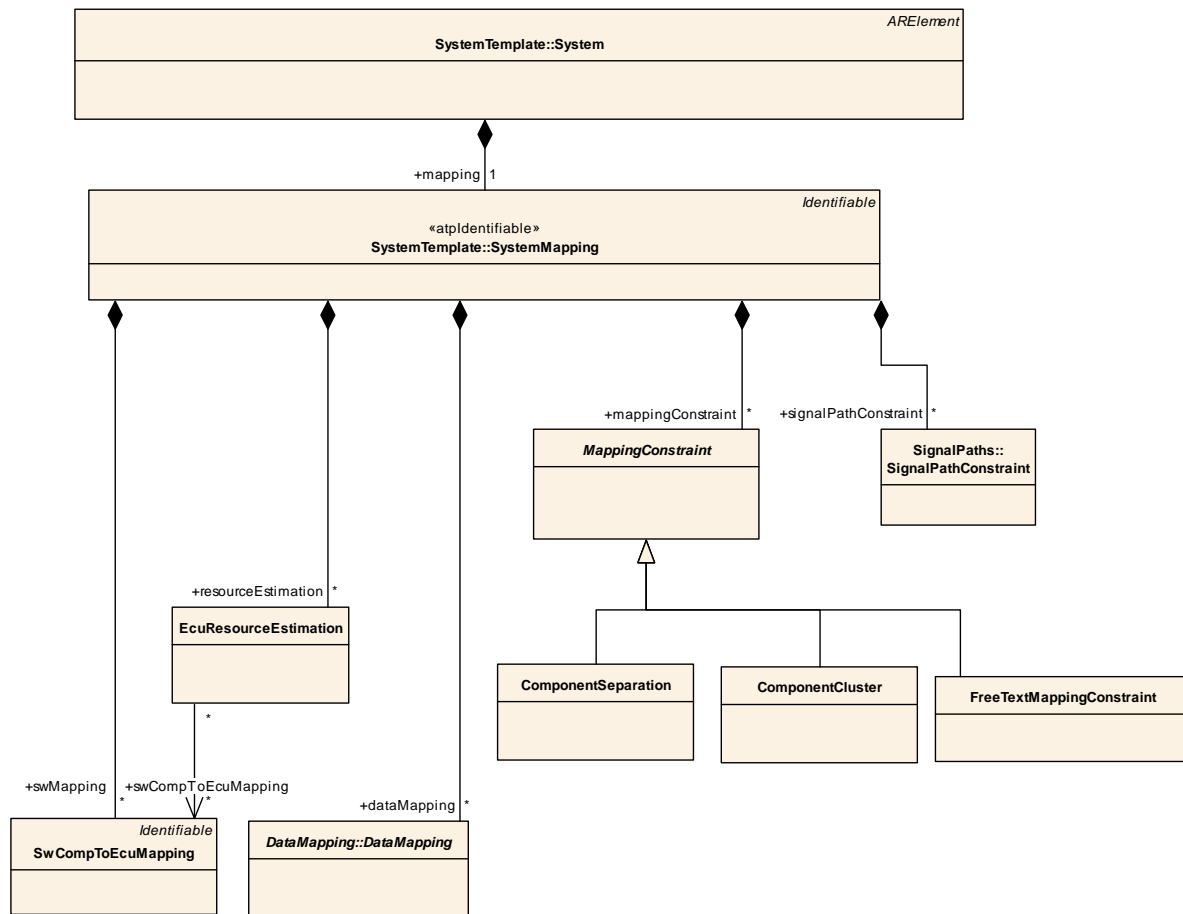 ARElement
SystemTemplate::System
+mapping 1
Identifiable
«atpIdentifiable»
SystemTemplate::SystemMapping
+mappingConstraint *
+signalPathConstraint *
MappingConstraint
SignalPaths::
SignalPathConstraint
+resourceEstimation *
EcuResourceEstimation
ComponentSeparation
ComponentCluster
FreeTextMappingConstraint
*
+swMapping
*
+swCompToEcuMapping
*
+dataMapping *
Identifiable
SwCompToEcuMapping
DataMapping::DataMapping